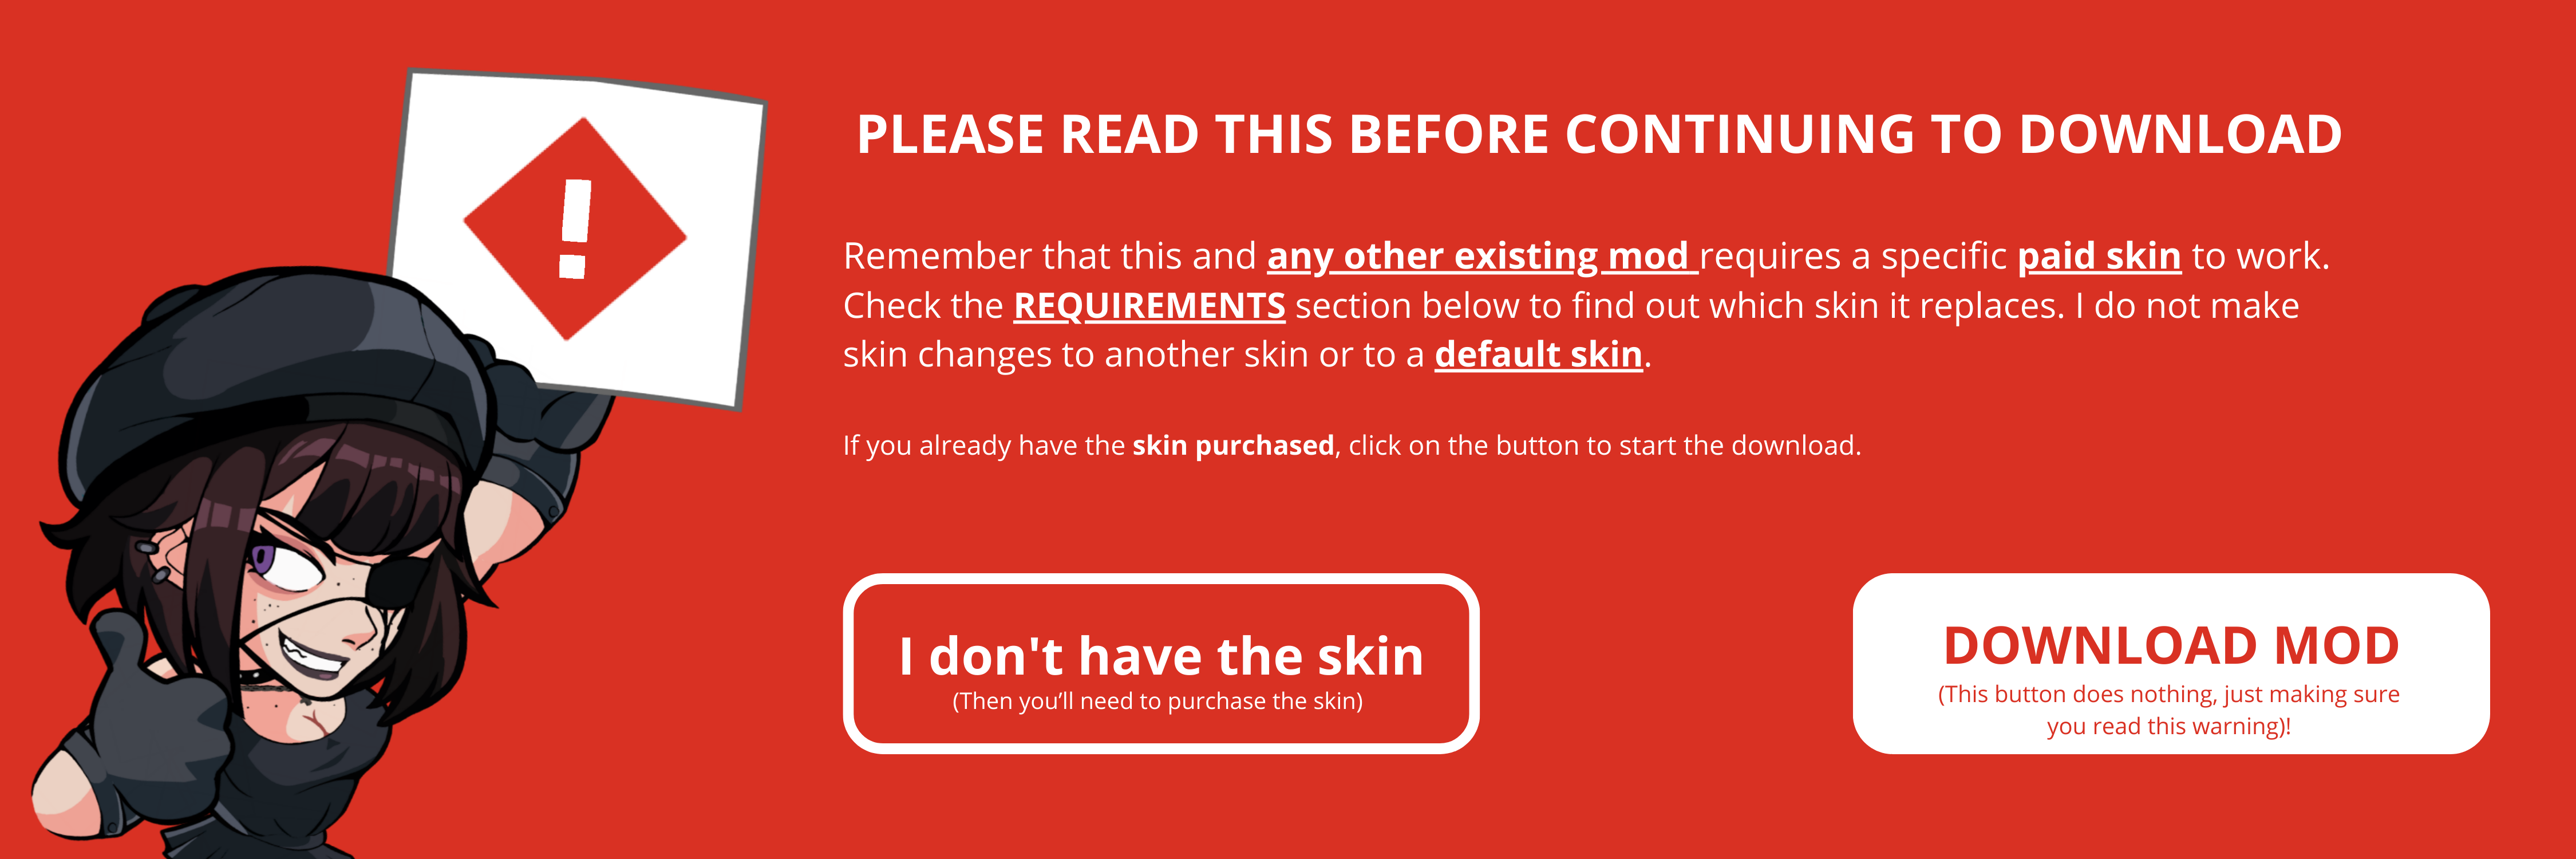 !
PLEASE READ THIS BEFORE CONTINUING TO DOWNLOAD
Remember that this and any other existing mod requires a specific paid skin to work.
Check the REQUIREMENTS section below to find out which skin it replaces. I do not make
skin changes to another skin or to a default skin.
If you already have the skin purchased, click on the button to start the download.
I don't have the skin
(Then you’ll need to purchase the skin)
DOWNLOAD MOD
(This button does nothing, just making sure
you read this warning)!